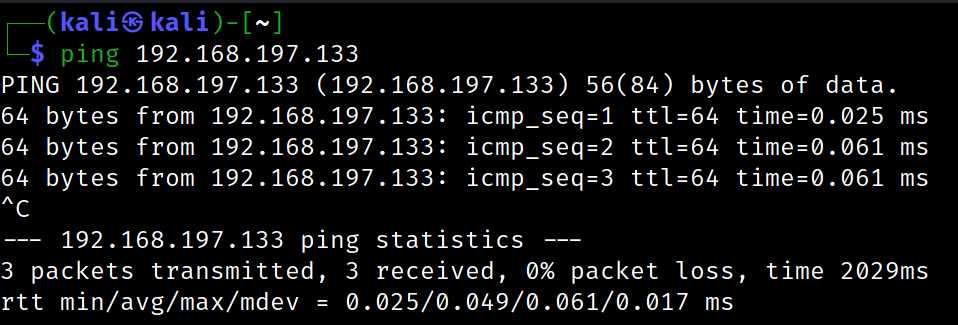 ┌──(kali㉿kali)-[~]
└─$ ping 192.168.197.133
PING 192.168.197.133 (192.168.197.133) 56(84) bytes of data.
64 bytes from 192.168.197.133: icmp_seq=1 ttl=64 time=0.025 ms
64 bytes from 192.168.197.133: icmp_seq=2 ttl=64 time=0.061 ms
64 bytes from 192.168.197.133: icmp_seq=3 ttl=64 time=0.061 ms
^C
--- 192.168.197.133 ping statistics ---
3 packets transmitted, 3 received, 0% packet loss, time 2029ms
rtt min/avg/max/mdev = 0.025/0.049/0.061/0.017 ms